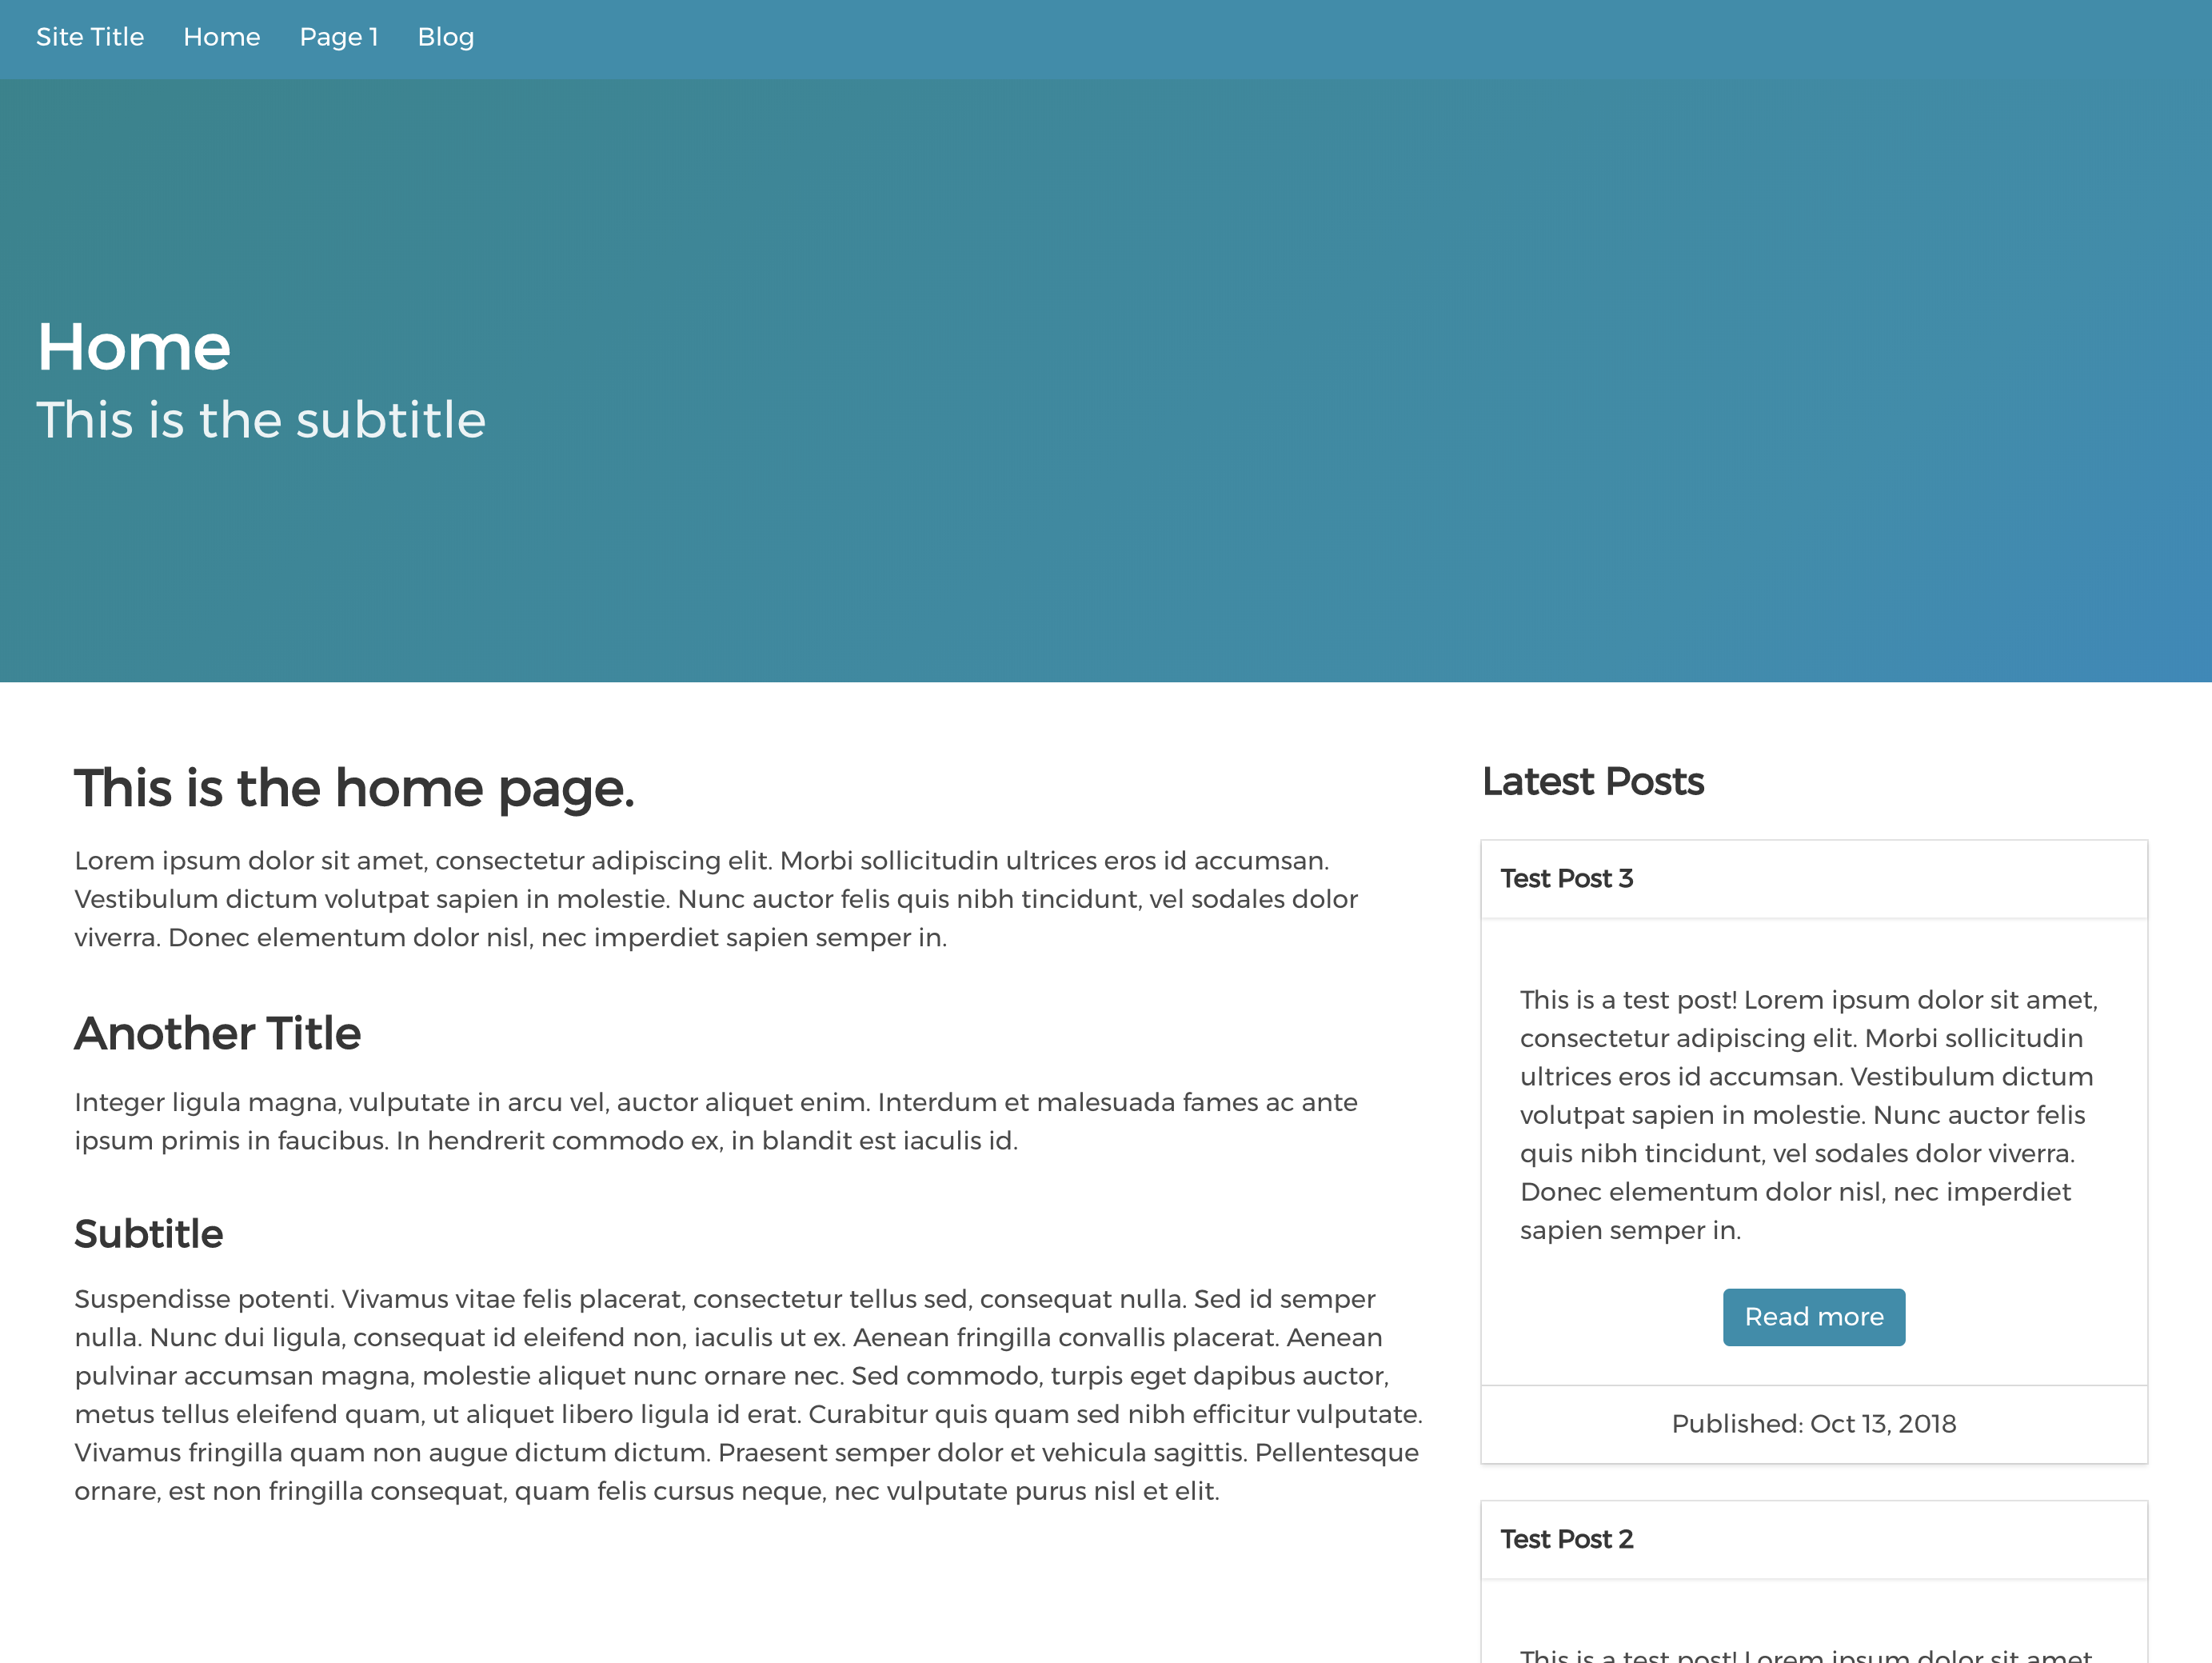 Site Title Home Page 1 Blog
Home
This is the subtitle
This is the home page.
Lorem ipsum dolor sit amet, consectetur adipiscing elit. Morbi sollicitudin ultrices eros id accumsan.
Vestibulum dictum volutpat sapien in molestie. Nunc auctor felis quis nibh tincidunt, vel sodales dolor
viverra. Donec elementum dolor nisl, nec imperdiet sapien semper in.
Another Title
Integer ligula magna, vulputate in arcu vel, auctor aliquet enim. Interdum et malesuada fames ac ante
ipsum primis in faucibus. In hendrerit commodo ex, in blandit est iaculis id.
Subtitle
Suspendisse potenti. Vivamus vitae felis placerat, consectetur tellus sed, consequat nulla. Sed id semper
nulla. Nunc dui ligula, consequat id eleifend non, iaculis ut ex. Aenean fringilla convallis placerat. Aenean
pulvinar accumsan magna, molestie aliquet nunc ornare nec. Sed commodo, turpis eget dapibus auctor,
metus tellus eleifend quam, ut aliquet libero ligula id erat. Curabitur quis quam sed nibh efficitur vulputate.
Vivamus fringilla quam non augue dictum dictum. Praesent semper dolor et vehicula sagittis. Pellentesque
ornare, est non fringilla consequat, quam felis cursus neque, nec vulputate purus nisl et elit.
Latest Posts
Test Post 3
This is a test post! Lorem ipsum dolor sit amet,
consectetur adipiscing elit. Morbi sollicitudin
ultrices eros id accumsan. Vestibulum dictum
volutpat sapien in molestie. Nunc auctor felis
quis nibh tincidunt, vel sodales dolor viverra.
Donec elementum dolor nisl, nec imperdiet
sapien semper in.
Read more
Published: Oct 13, 2018
Test Post 2
This is a test post! Lorem ipsum dolor sit amet